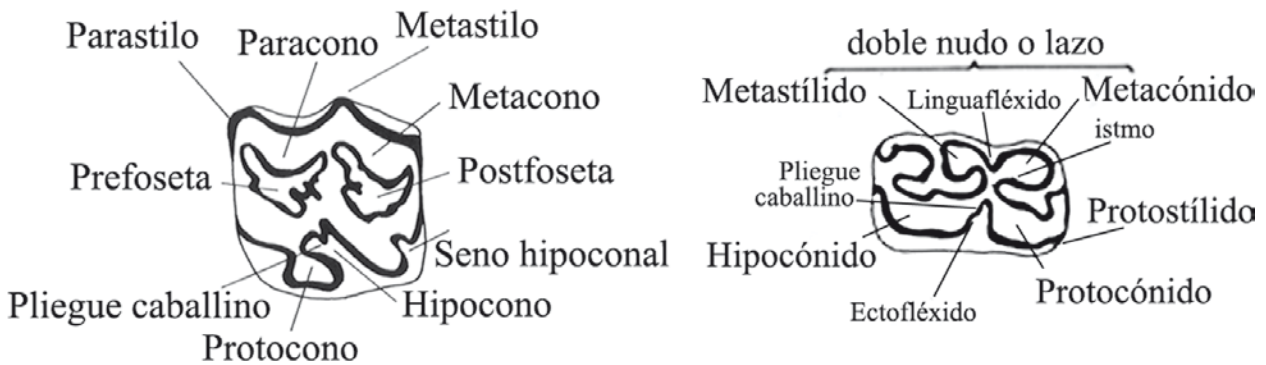 Parastilo
Paracono
Metastilo
Metacono
Prefoseta
Postfoseta
Seno hipoconal
Pliegue caballino
Hipocono
Protocono
doble nudo o lazo
Metastílido
Linguafléxido
Metacónido
istmo
Pliegue
caballino
Protostílido
Hipocónido
Protocónido
Ectofléxido